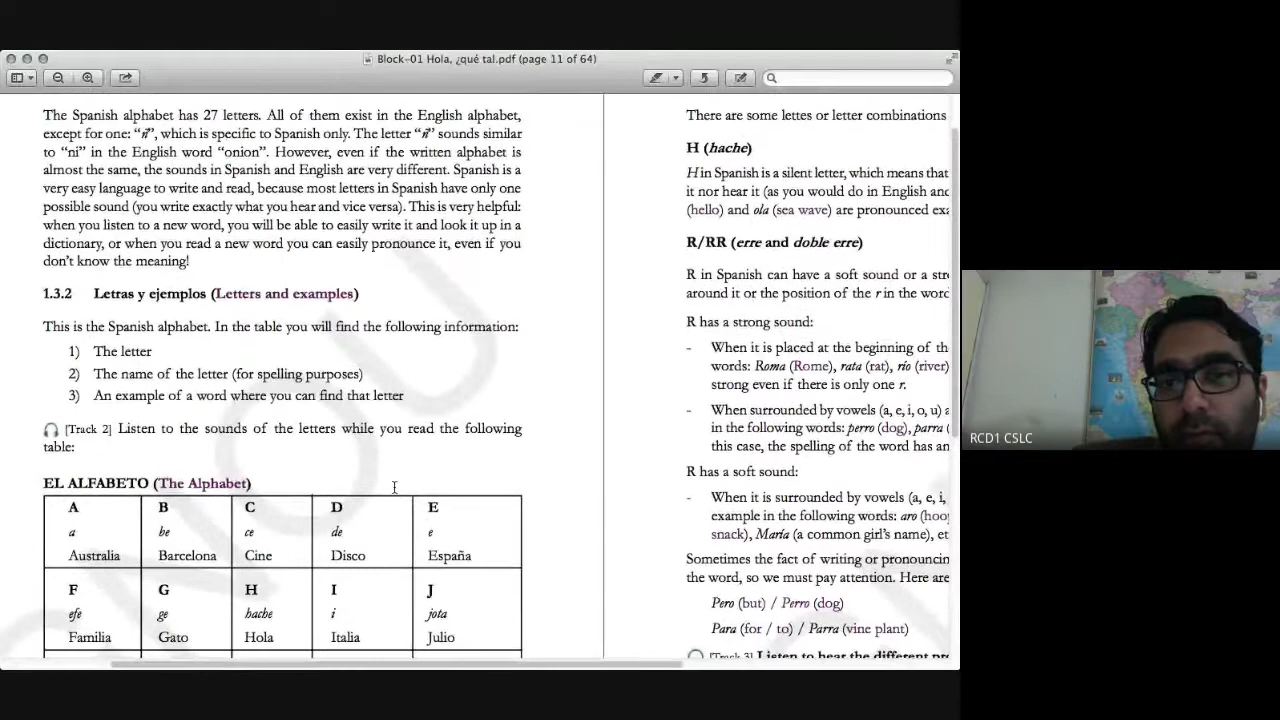 Block-01 Hola, ¿qué tal.pdf (page 11 of 64)
The Spanish alphabet has 27 letters. All of them exist in the English alphabet,
except for one: “ñ”, which is specific to Spanish only. The letter “ñ” sounds similar
to “ni” in the English word “onion”. However, even if the written alphabet is
almost the same, the sounds in Spanish and English are very different. Spanish is a
very easy language to write and read, because most letters in Spanish have only one
possible sound (you write exactly what you hear and vice versa). This is very helpful:
when you listen to a new word, you will be able to easily write it and look it up in a
dictionary, or when you read a new word you can easily pronounce it, even if you
don’t know the meaning!
1.3.2 Letras y ejemplos (Letters and examples)
This is the Spanish alphabet. In the table you will find the following information:
1) The letter
2) The name of the letter (for spelling purposes)
3) An example of a word where you can find that letter
[Track 2] Listen to the sounds of the letters while you read the following
table:
EL ALFABETO (The Alphabet)
A B C D E
a be ce de e
Australia Barcelona Cine Disco España
F G H I J
efe ge hache i jota
Familia Gato Hola Italia Julio
There are some lettes or letter combinations
H (hache)
H in Spanish is a silent letter, which means that
it nor hear it (as you would do in English and
(hello) and ola (sea wave) are pronounced exa
R/RR (erre and doble erre)
R in Spanish can have a soft sound or a str
around it or the position of the r in the word
R has a strong sound:
- When it is placed at the beginning of th
words: Roma (Rome), rata (rat), río (river)
strong even if there is only one r.
- When surrounded by vowels (a, e, i, o, u) a
in the following words: perro (dog), parra (
this case, the spelling of the word has an
R has a soft sound:
- When it is surrounded by vowels (a, e, i,
example in the following words: aro (hoop
snack), María (a common girl’s name), et
Sometimes the fact of writing or pronouncing
the word, so we must pay attention. Here are
Pero (but) / Perro (dog)
Para (for / to) / Parra (vine plant)
[Track 3] Listen to hear the different pr
RCD1 CSLC